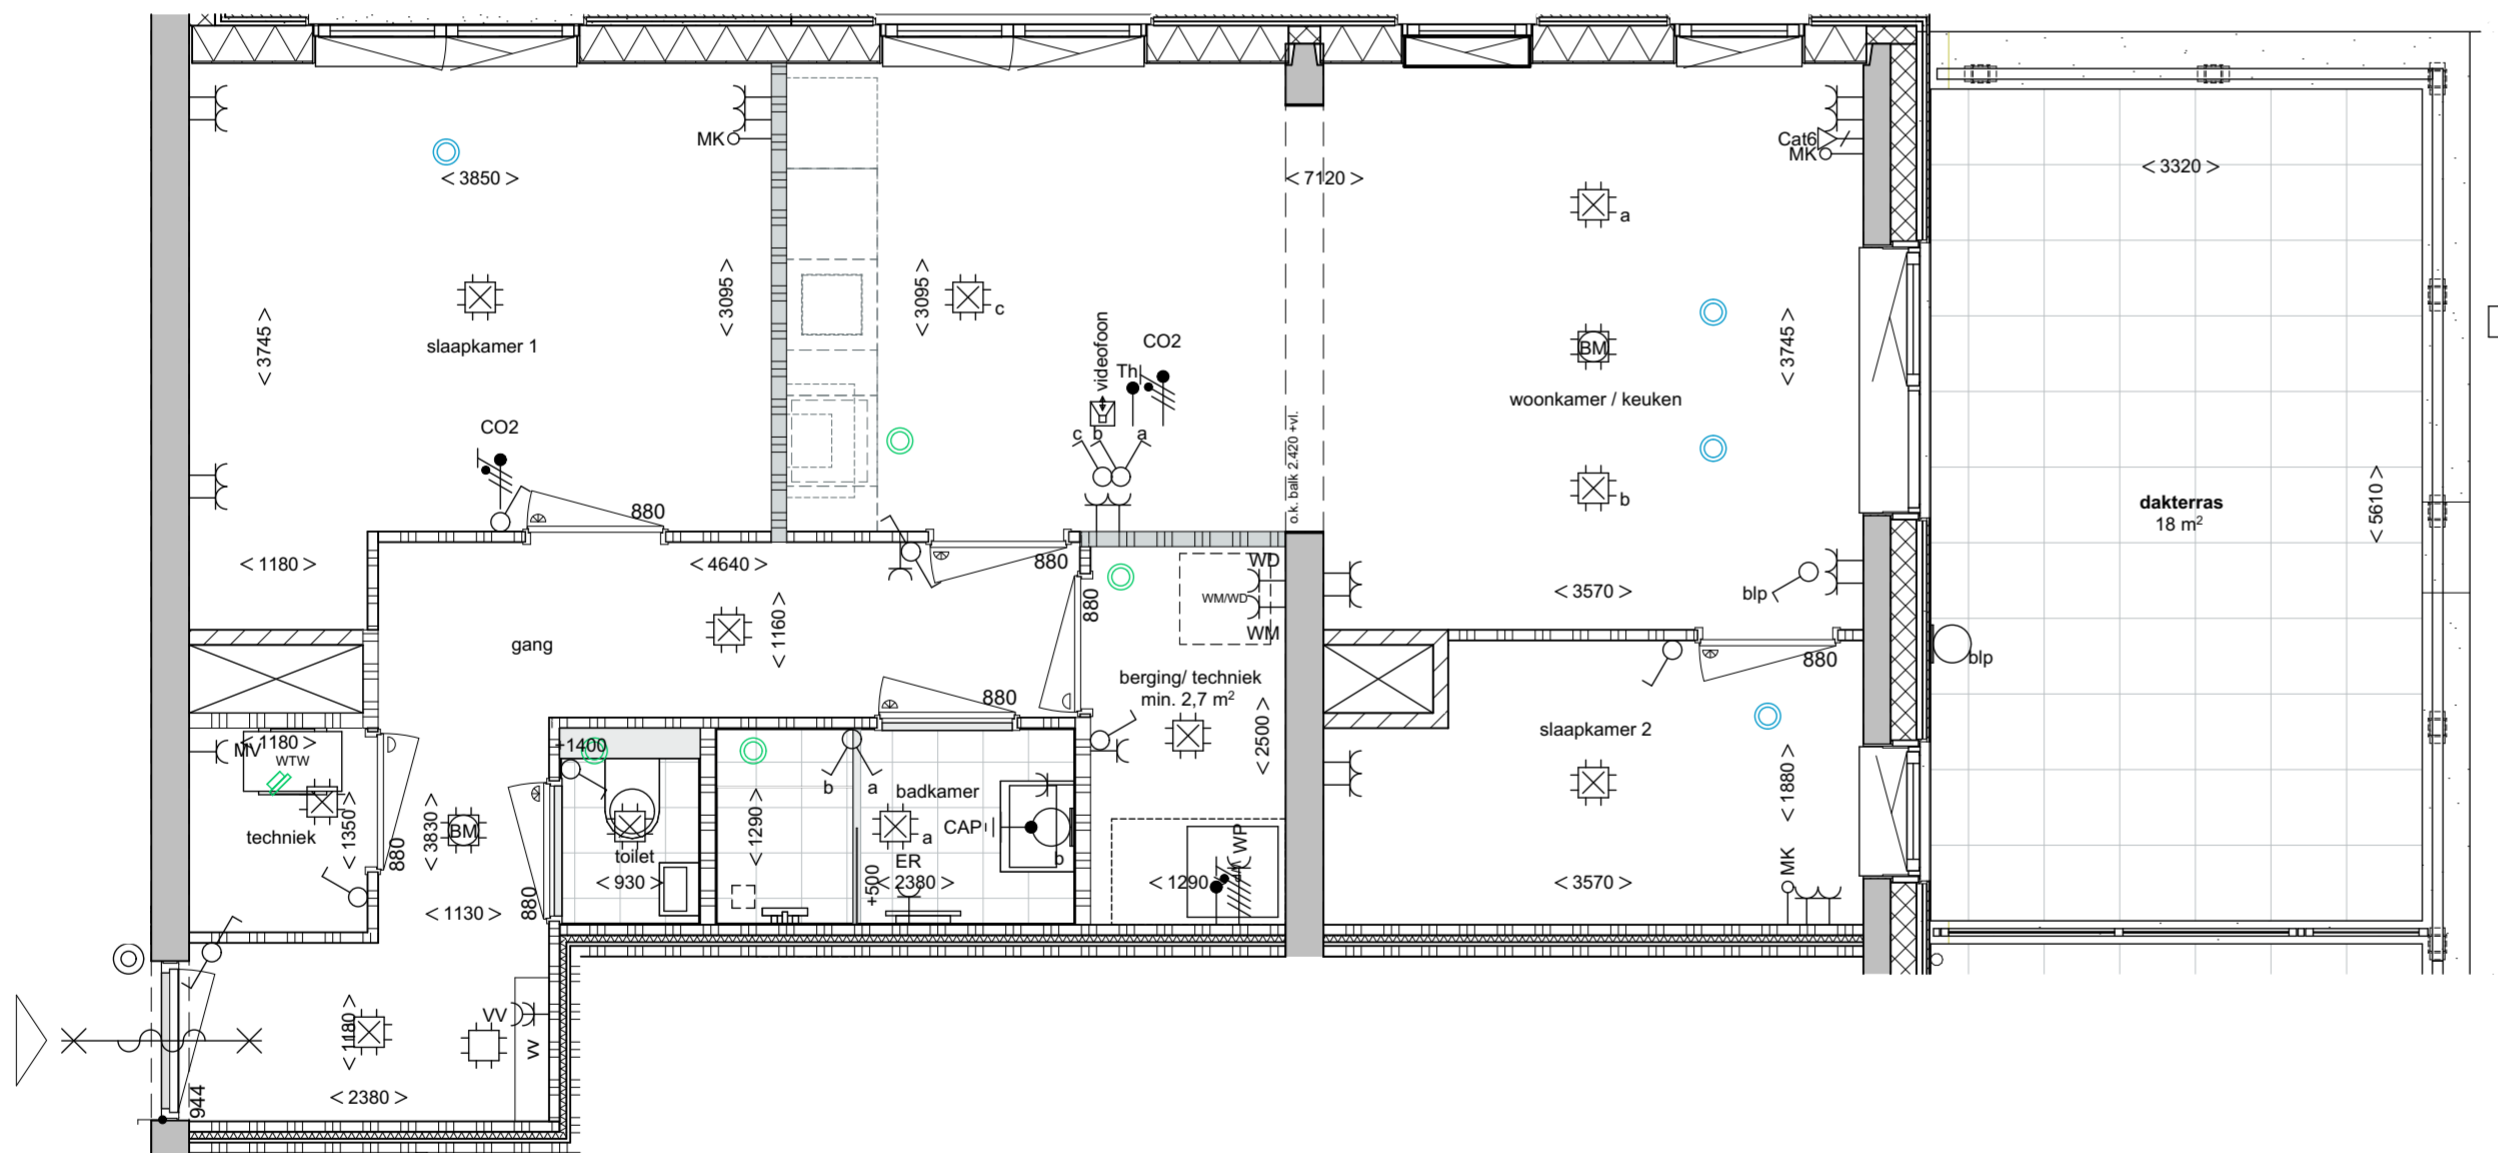 MK
Cat6
MK
< 3850 >
< 7120 >
< 3320 >
a
< 3095 >
< 3095 >
c
< 3745 >
slaapkamer 1
videofoon
CO2
Th
BM
< 3745 >
woonkamer / keuken
CO2
c b a
o.k. balk 2.420 +vl.
b
dakterras
18 m²
< 5610 >
880
< 1180 >
< 4640 >
880
WD
880
WM/WD
WM
< 3570 >
blp
< 1160 >
gang
blp
880
berging/ techniek
min. 2,7 m²
880
slaapkamer 2
< 2500 >
< 1180 >
MV
WTW
+1400
b a
badkamer
< 1880 >
techniek
< 1350 >
880
< 3830 >
BM
toilet
< 930 >
880
< 1290 >
a
CAP
b
ER
< 2380 >
+500
WP
< 1290
< 3570 >
MK
< 1130 >
VV
VV
< 1180 >
< 2380 >
944